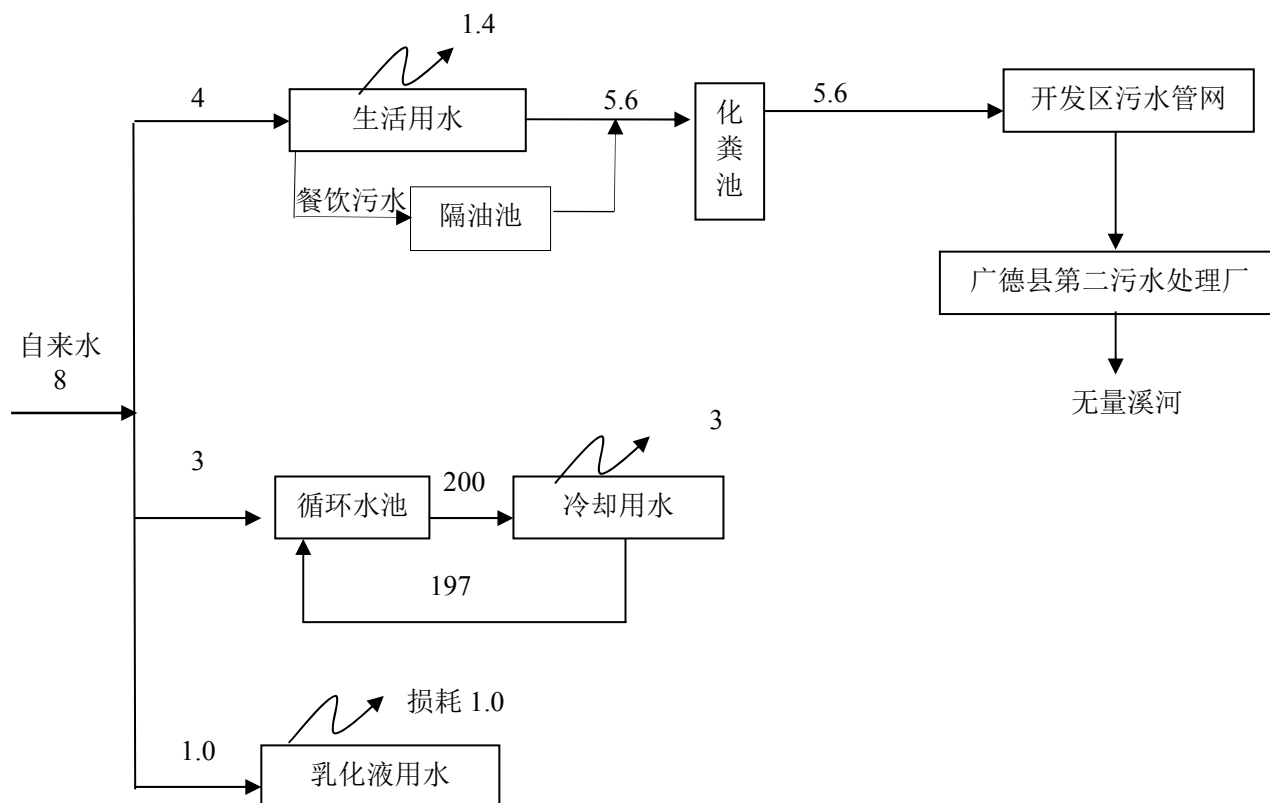 1.4
4
生活用水
5.6
化粪池
5.6
开发区污水管网
餐饮污水
隔油池
广德县第二污水处理厂
无量溪河
自来水
8
3
循环水池
200
冷却用水
3
197
损耗 1.0
1.0
乳化液用水